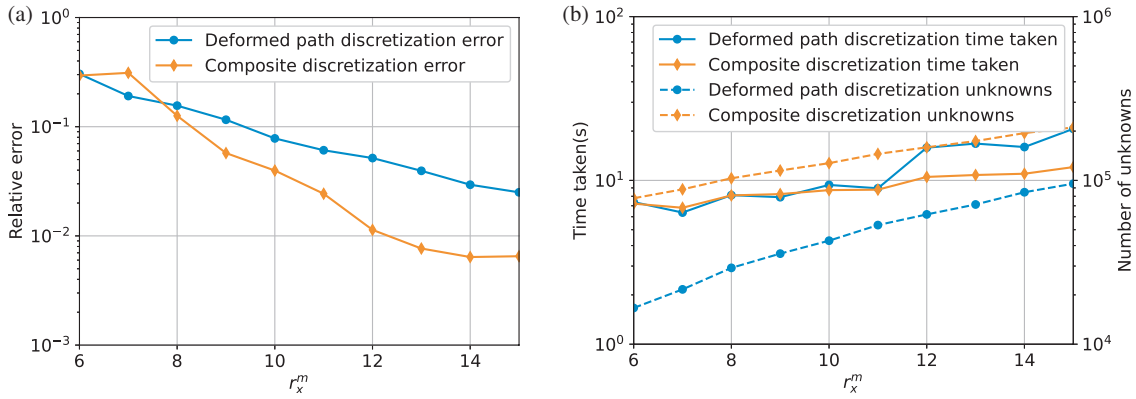 (a)
10^0
10^-1
10^-2
10^-3
Relative error
Deformed path discretization error
Composite discretization error
6 8 10 12 14
r_x^m
(b)
10^2
10^1
10^0
Time taken(s)
Deformed path discretization time taken
Composite discretization time taken
Deformed path discretization unknowns
Composite discretization unknowns
6 8 10 12 14
r_x^m
10^6
10^5
10^4
Number of unknowns